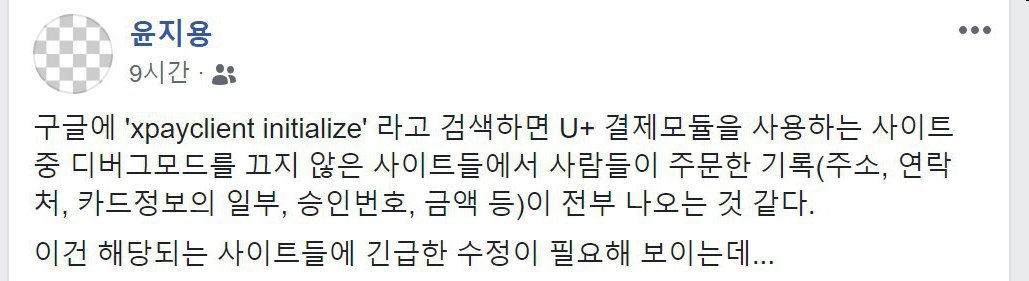 윤지용
9시간 ·
구글에 'xpayclient initialize' 라고 검색하면 U+ 결제모듈을 사용하는 사이트
중 디버그모드를 끄지 않은 사이트들에서 사람들이 주문한 기록(주소, 연락
처, 카드정보의 일부, 승인번호, 금액 등)이 전부 나오는 것 같다.
이건 해당되는 사이트들에 긴급한 수정이 필요해 보이는데...